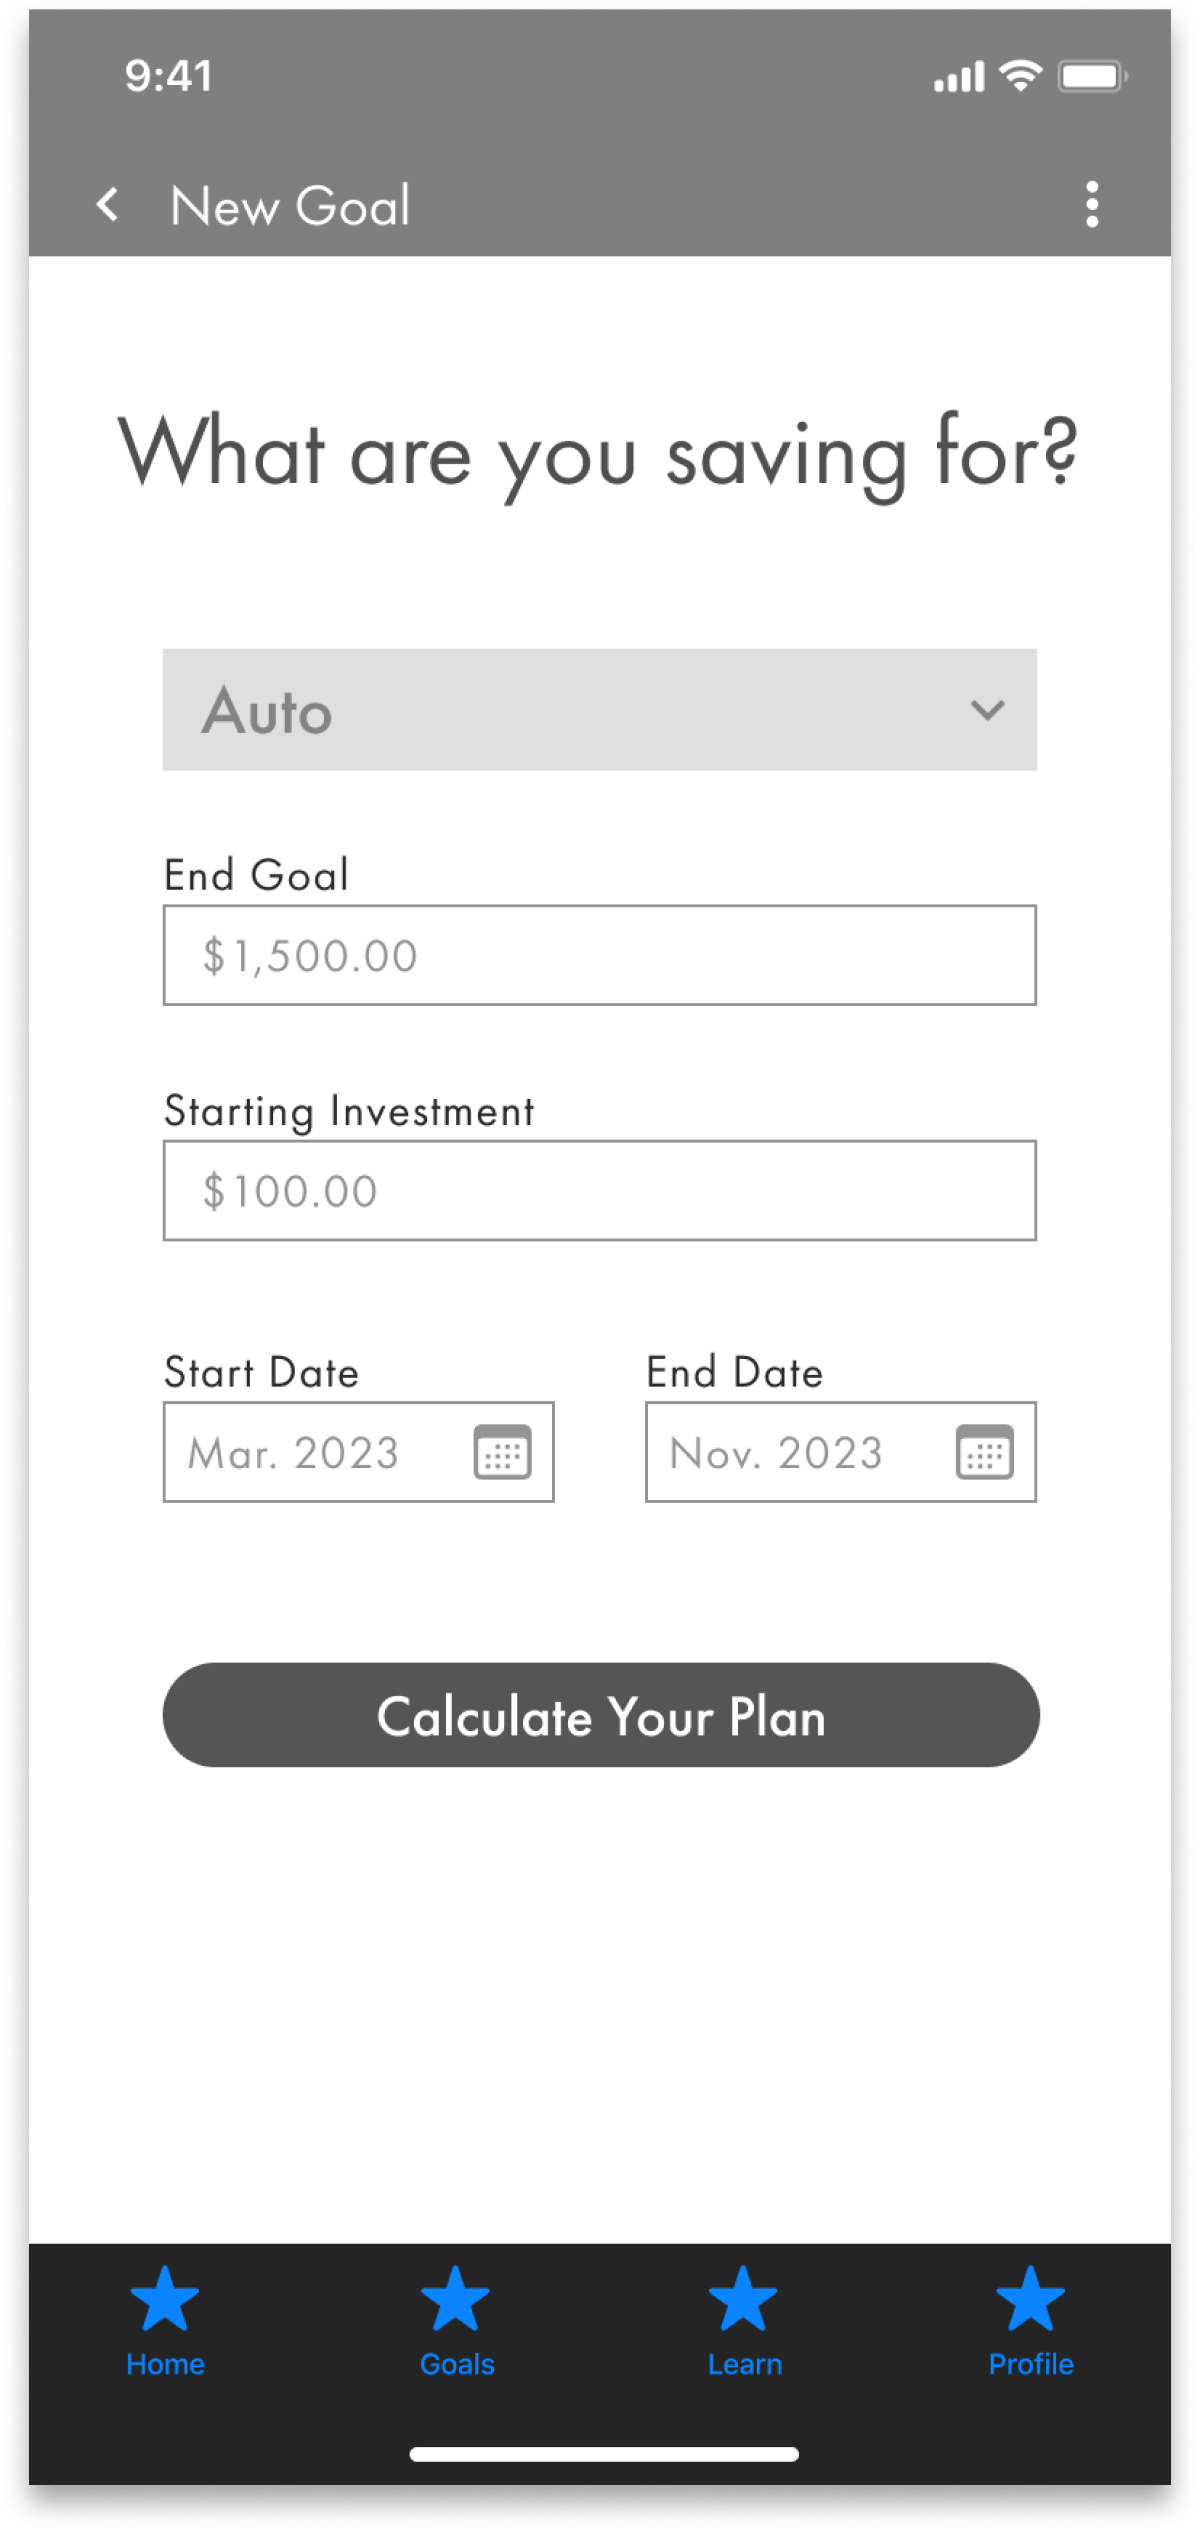 9:41
New Goal
What are you saving for?
Auto
End Goal
$1,500.00
Starting Investment
$100.00
Start Date End Date
Mar. 2023 Nov. 2023
Calculate Your Plan
Home Goals Learn Profile